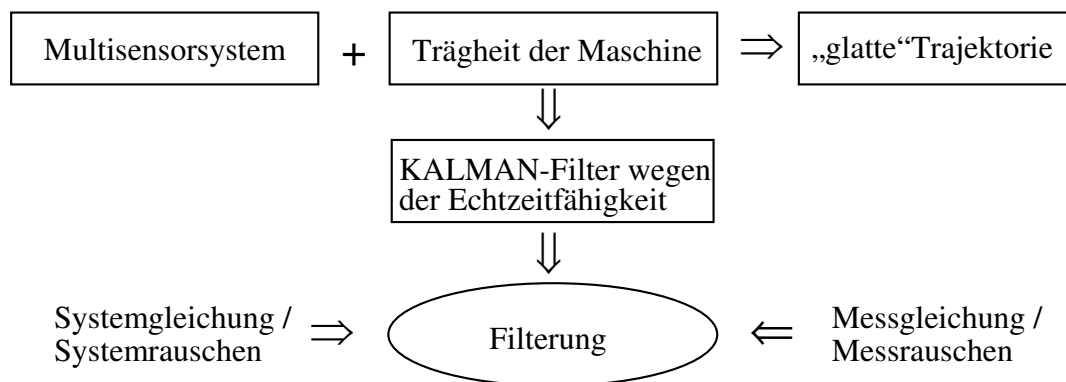 Multisensorsystem + Trägheit der Maschine ⇒ „glatte“Trajektorie
⇓
KALMAN-Filter wegen
der Echtzeitfähigkeit
⇓
Systemgleichung /
Systemrauschen
⇒
Filterung
⇐
Messgleichung /
Messrauschen